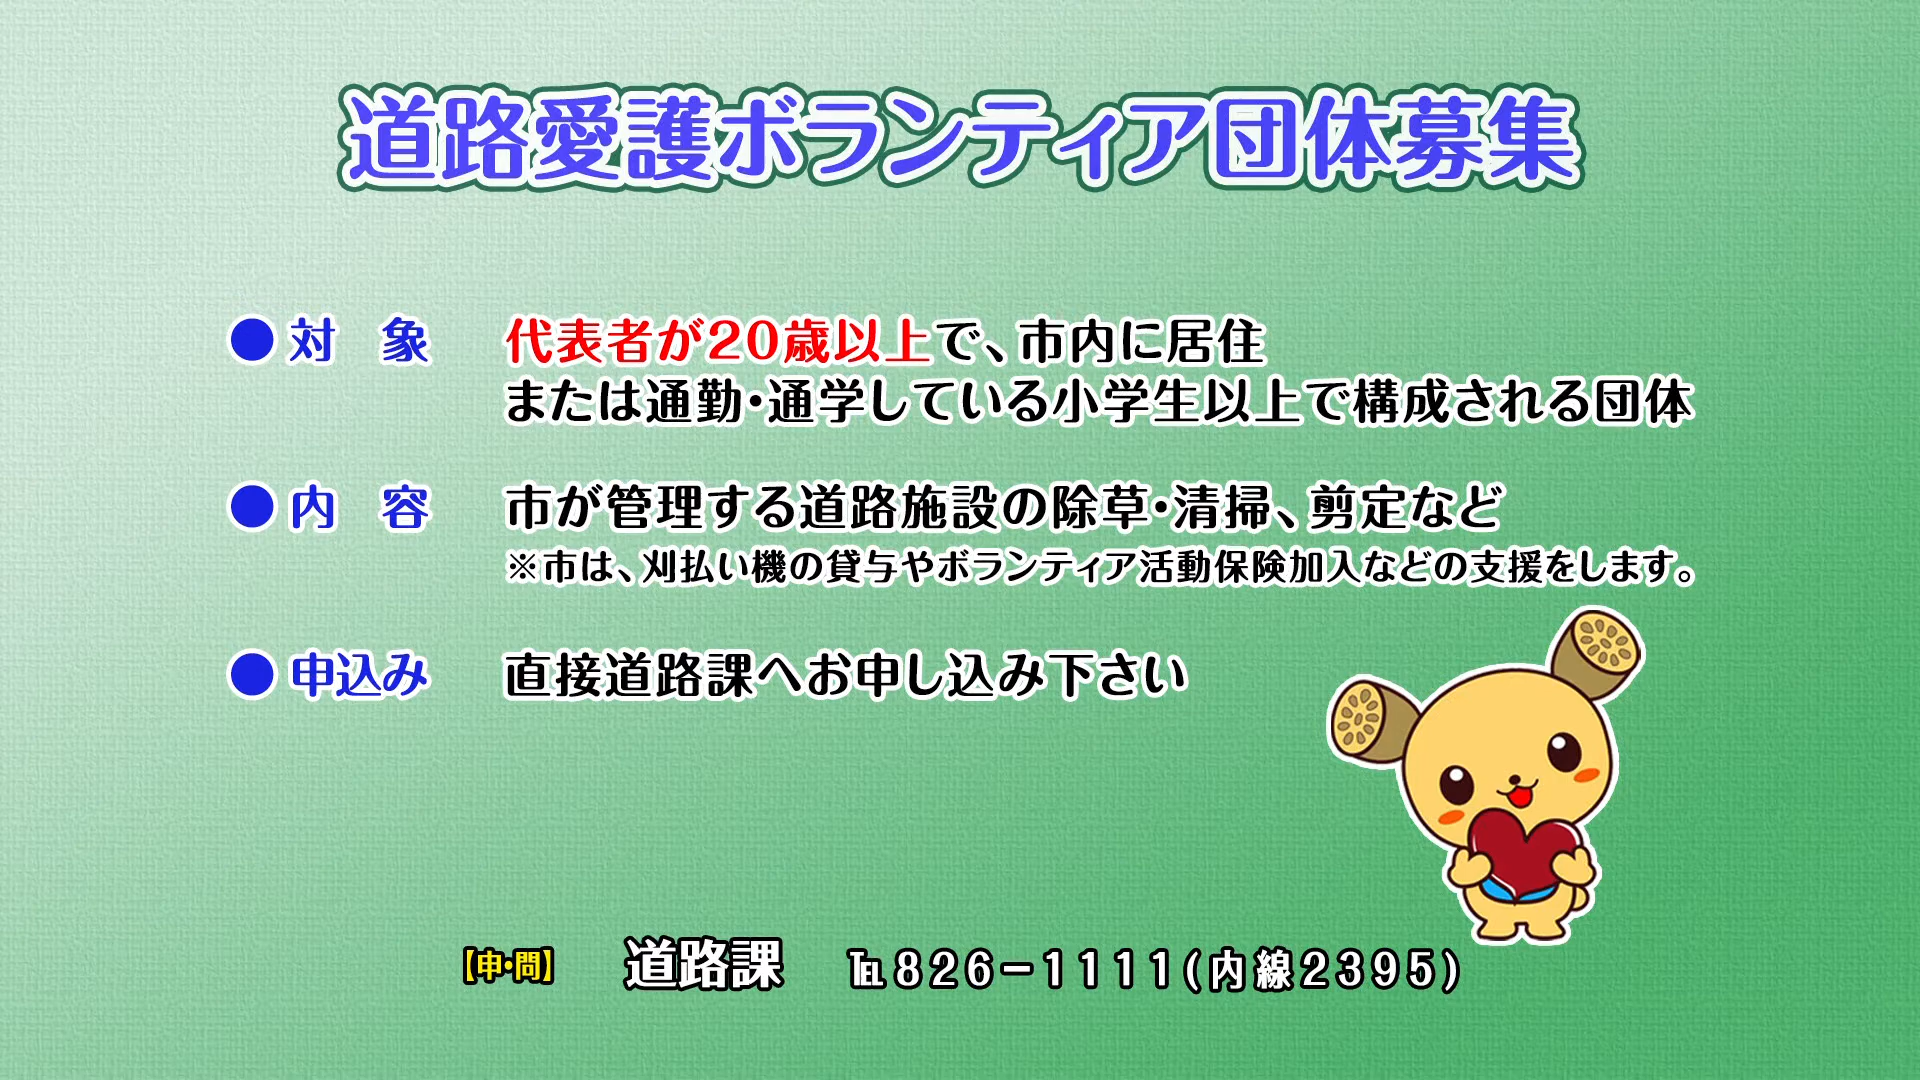 道路愛護ボランティア団体募集
●対　象　代表者が20歳以上で、市内に居住
または通勤・通学している小学生以上で構成される団体
●内　容　市が管理する道路施設の除草・清掃、剪定など
※市は、刈払い機の貸与やボランティア活動保険加入などの支援をします。
●申込み　直接道路課へお申し込み下さい
【申・問】　道路課　℡826－1111(内線2395)